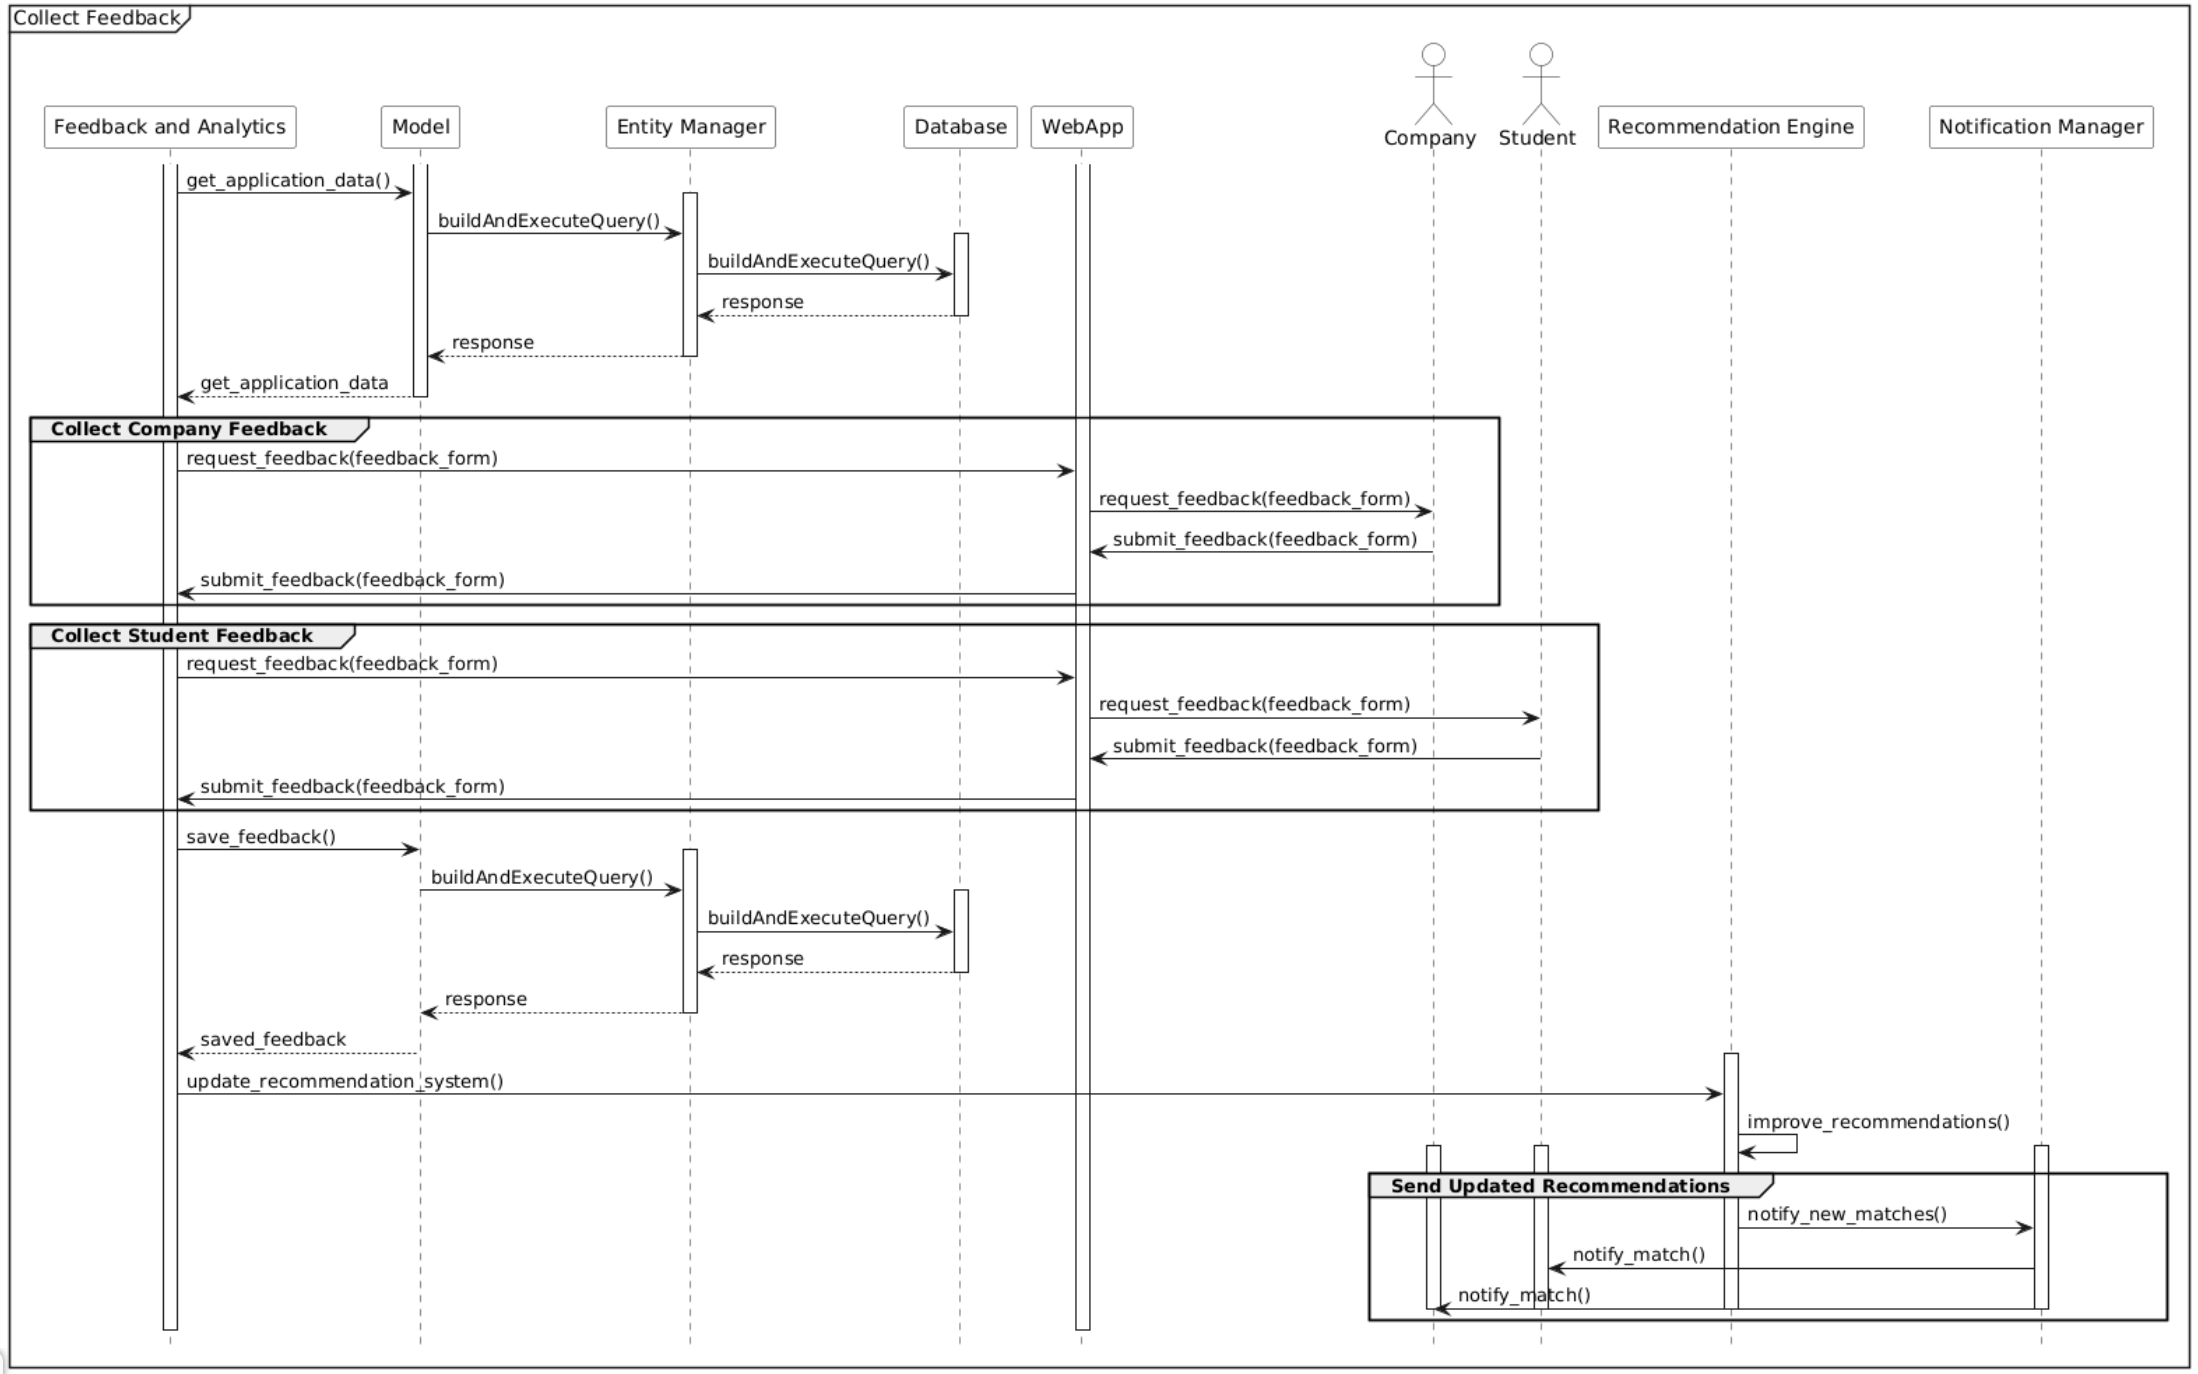 Collect Feedback
Company
Student
Feedback and Analytics
Model
Entity Manager
Database
WebApp
Recommendation Engine
Notification Manager
get_application_data()
buildAndExecuteQuery()
buildAndExecuteQuery()
response
response
get_application_data
Collect Company Feedback
request_feedback(feedback_form)
request_feedback(feedback_form)
submit_feedback(feedback_form)
submit_feedback(feedback_form)
Collect Student Feedback
request_feedback(feedback_form)
request_feedback(feedback_form)
submit_feedback(feedback_form)
submit_feedback(feedback_form)
save_feedback()
buildAndExecuteQuery()
buildAndExecuteQuery()
response
response
saved_feedback
update_recommendation_system()
improve_recommendations()
Send Updated Recommendations
notify_new_matches()
notify_match()
notify_match()